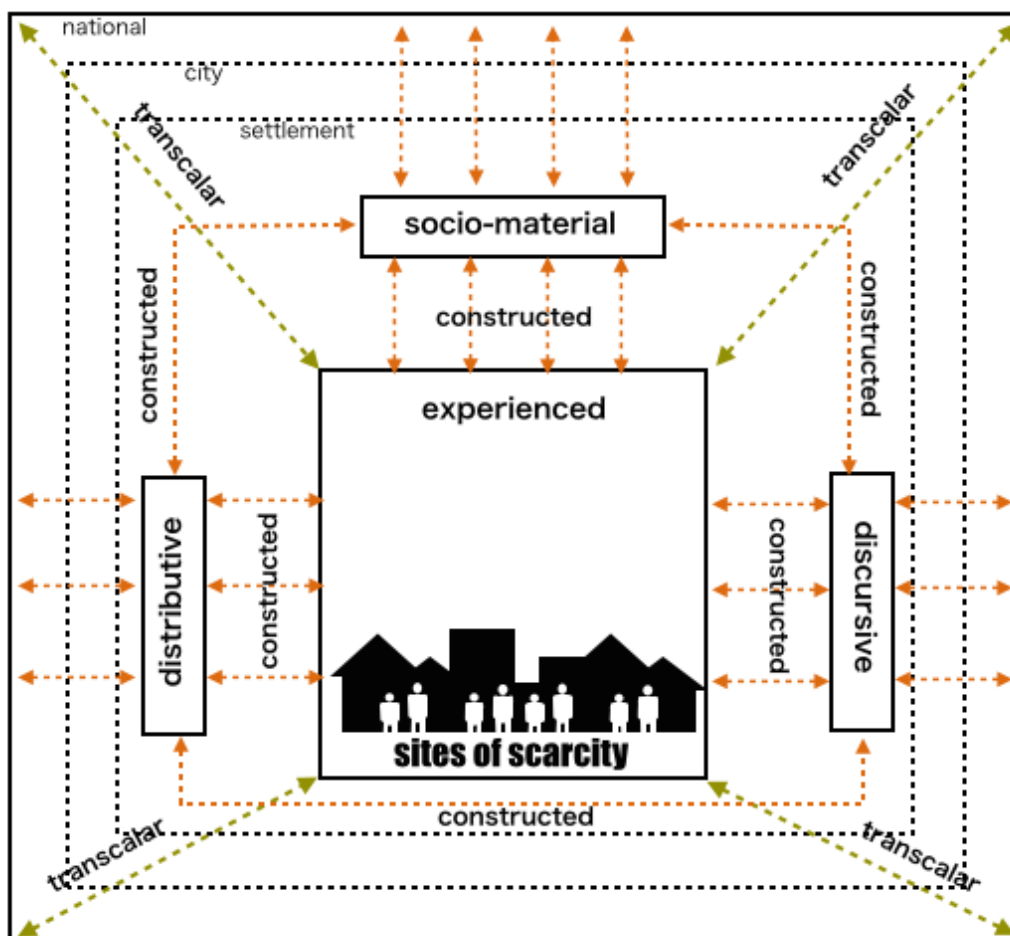 national
city
settlement
transcalar
transcalar
socio-material
constructed
constructed
constructed
experienced
distributive
constructed
constructed
discursive
sites of scarcity
constructed
transcalar
transcalar